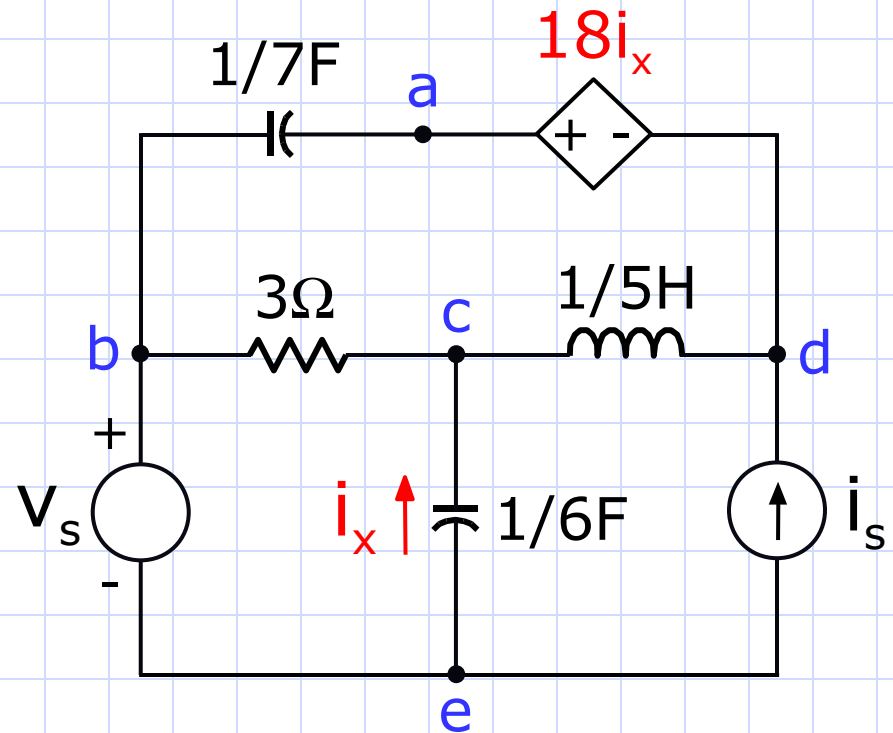 18iₓ
1/7F
a
+ -
3Ω
c
1/5H
b
d
+
vₛ
iₓ
1/6F
iₛ
-
e